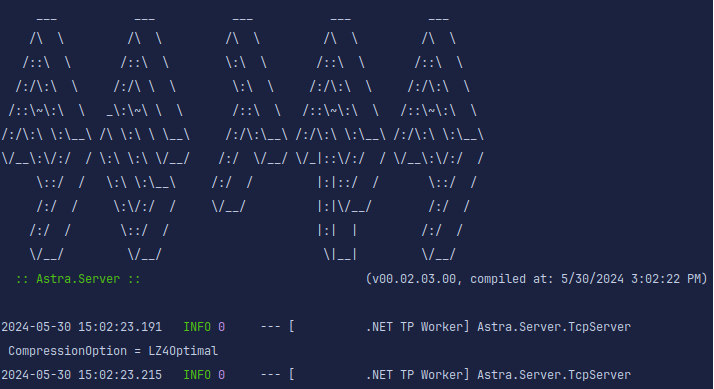 ___           ___           ___           ___           ___
     /\  \         /\  \         /\  \         /\  \         /\  \
    /::\  \       /::\  \        \:\  \       /::\  \       /::\  \
   /:/\:\  \     /:/\ \  \        \:\  \     /:/\:\  \     /:/\:\  \
  /::\~\:\  \   _\:\~\ \  \       /::\  \   /::\~\:\  \   /::\~\:\  \
 /:/\:\ \:\__\ /\ \:\ \ \__\     /:/\:\__\ /:/\:\ \:\__\ /:/\:\ \:\__\
 \/__\:\/:/  / \:\ \:\ \/__/    /:/  \/__/ \/_|::\/:/  / \/__\:\/:/  /
      \::/  /   \:\ \:\__\     /:/  /         |:|::/  /       \::/  /
      /:/  /     \:\/:/  /     \/__/          |:|\/__/        /:/  /
     /:/  /       \::/  /                     |:|  |         /:/  /
     \/__/         \/__/                       \|__|         \/__/
:: Astra.Server :: (v00.02.03.00, compiled at: 5/30/2024 3:02:22 PM)
2024-05-30 15:02:23.191 INFO 0 --- [ .NET TP Worker] Astra.Server.TcpServer
CompressionOption = LZ4Optimal
2024-05-30 15:02:23.215 INFO 0 --- [ .NET TP Worker] Astra.Server.TcpServer